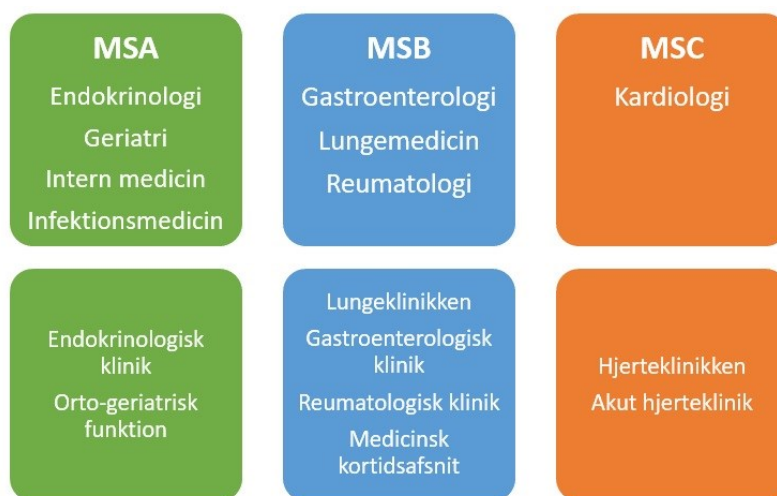 MSA
Endokrinologi
Geriatri
Intern medicin
Infektionsmedicin
MSB
Gastroenterologi
Lungemedicin
Reumatologi
MSC
Kardiologi
Endokrinologisk
klinik
Orto-geriatrisk
funktion
Lungeklinikken
Gastroenterologisk
klinik
Reumatologisk klinik
Medicinsk
kortidsafsnit
Hjerteklinikken
Akut hjerteklinik